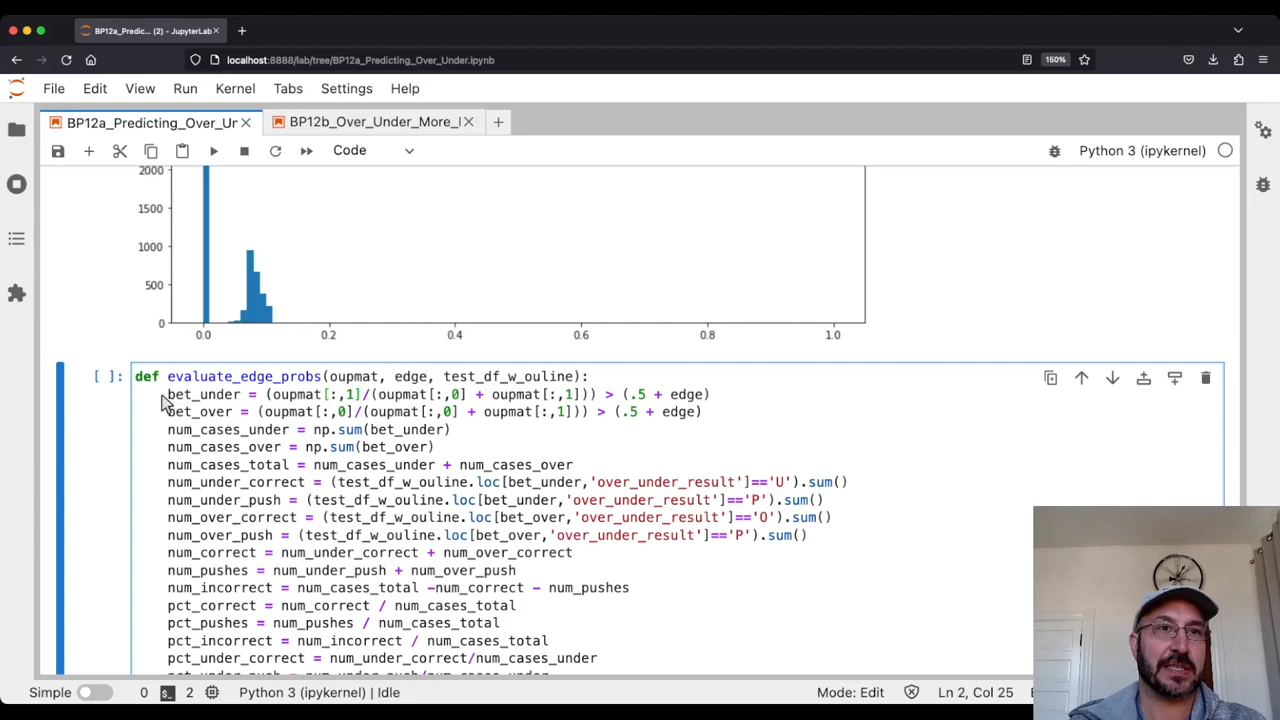 BP12a_Predic... (2) - JupyterLab
localhost:8888/lab/tree/BP12a_Predicting_Over_Under.ipynb
150%
File Edit View Run Kernel Tabs Settings Help
BP12a_Predicting_Over_Ur
BP12b_Over_Under_More_I
Code
Python 3 (ipykernel)
2000
1500
1000
500
0
0.0 0.2 0.4 0.6 0.8 1.0
[ ]: def evaluate_edge_probs(oupmat, edge, test_df_w_ouline):
bet_under = (oupmat[:,1]/(oupmat[:,0] + oupmat[:,1])) > (.5 + edge)
bet_over = (oupmat[:,0]/(oupmat[:,0] + oupmat[:,1])) > (.5 + edge)
num_cases_under = np.sum(bet_under)
num_cases_over = np.sum(bet_over)
num_cases_total = num_cases_under + num_cases_over
num_under_correct = (test_df_w_ouline.loc[bet_under,'over_under_result']=='U').sum()
num_under_push = (test_df_w_ouline.loc[bet_under,'over_under_result']=='P').sum()
num_over_correct = (test_df_w_ouline.loc[bet_over,'over_under_result']=='O').sum()
num_over_push = (test_df_w_ouline.loc[bet_over,'over_under_result']=='P').sum()
num_correct = num_under_correct + num_over_correct
num_pushes = num_under_push + num_over_push
num_incorrect = num_cases_total -num_correct - num_pushes
pct_correct = num_correct / num_cases_total
pct_pushes = num_pushes / num_cases_total
pct_incorrect = num_incorrect / num_cases_total
pct_under_correct = num_under_correct/num_cases_under
Simple 0 2 Python 3 (ipykernel) | Idle Mode: Edit Ln 2, Col 25